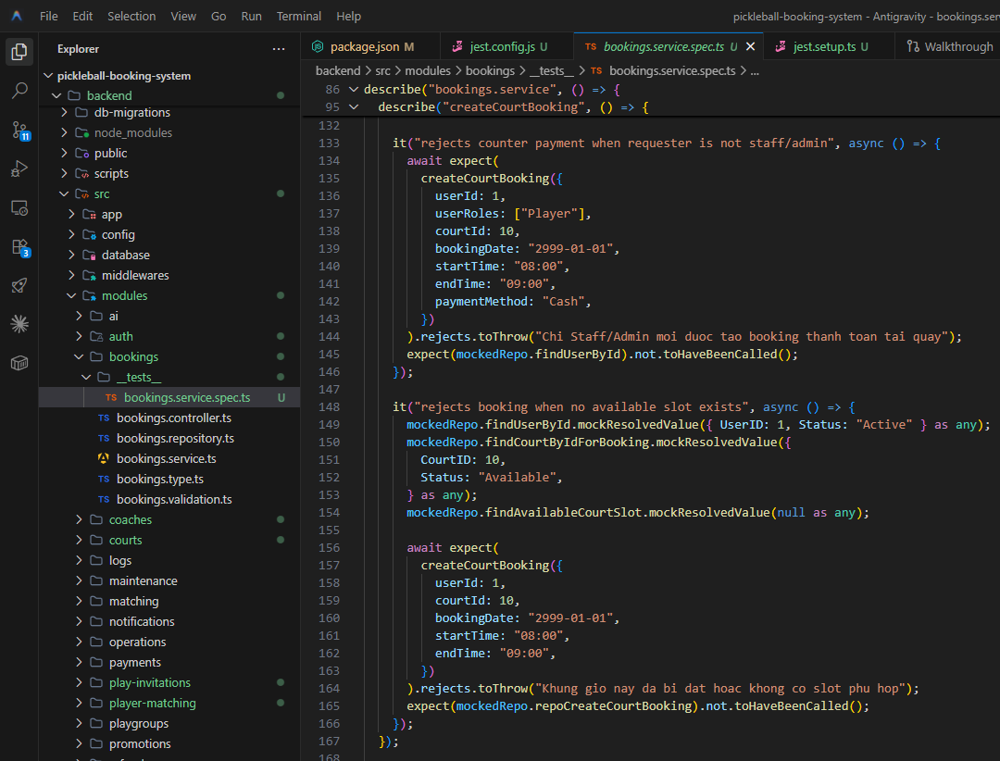 File Edit Selection View Go Run Terminal Help pickleball-booking-system - Antigravity - bookings.ser
Explorer ...
package.json M jest.config.js U TS bookings.service.spec.ts U jest.setup.ts U Walkthrough
backend > src > modules > bookings > __tests__ > TS bookings.service.spec.ts > ...
pickleball-booking-system
backend
db-migrations
node_modules
public
scripts
src
app
config
database
middlewares
modules
ai
auth
bookings
__tests__
TS bookings.service.spec.ts U
TS bookings.controller.ts
TS bookings.repository.ts
bookings.service.ts
TS bookings.type.ts
TS bookings.validation.ts
coaches
courts
logs
maintenance
matching
notifications
operations
payments
play-invitations
player-matching
playgroups
promotions
11
3
86 describe("bookings.service", () => {
95 describe("createCourtBooking", () => {
132
133 it("rejects counter payment when requester is not staff/admin", async () => {
134 await expect(
135 createCourtBooking({
136 userId: 1,
137 userRoles: ["Player"],
138 courtId: 10,
139 bookingDate: "2999-01-01",
140 startTime: "08:00",
141 endTime: "09:00",
142 paymentMethod: "Cash",
143 })
144 ).rejects.toThrow("Chi Staff/Admin moi duoc tao booking thanh toan tai quay");
145 expect(mockedRepo.findUserById).not.toHaveBeenCalled();
146 });
147
148 it("rejects booking when no available slot exists", async () => {
149 mockedRepo.findUserById.mockResolvedValue({ UserID: 1, Status: "Active" } as any);
150 mockedRepo.findCourtByIdForBooking.mockResolvedValue({
151 CourtID: 10,
152 Status: "Available",
153 } as any);
154 mockedRepo.findAvailableCourtSlot.mockResolvedValue(null as any);
155
156 await expect(
157 createCourtBooking({
158 userId: 1,
159 courtId: 10,
160 bookingDate: "2999-01-01",
161 startTime: "08:00",
162 endTime: "09:00",
163 })
164 ).rejects.toThrow("Khung gio nay da bi dat hoac khong co slot phu hop");
165 expect(mockedRepo.repoCreateCourtBooking).not.toHaveBeenCalled();
166 });
167 });
168